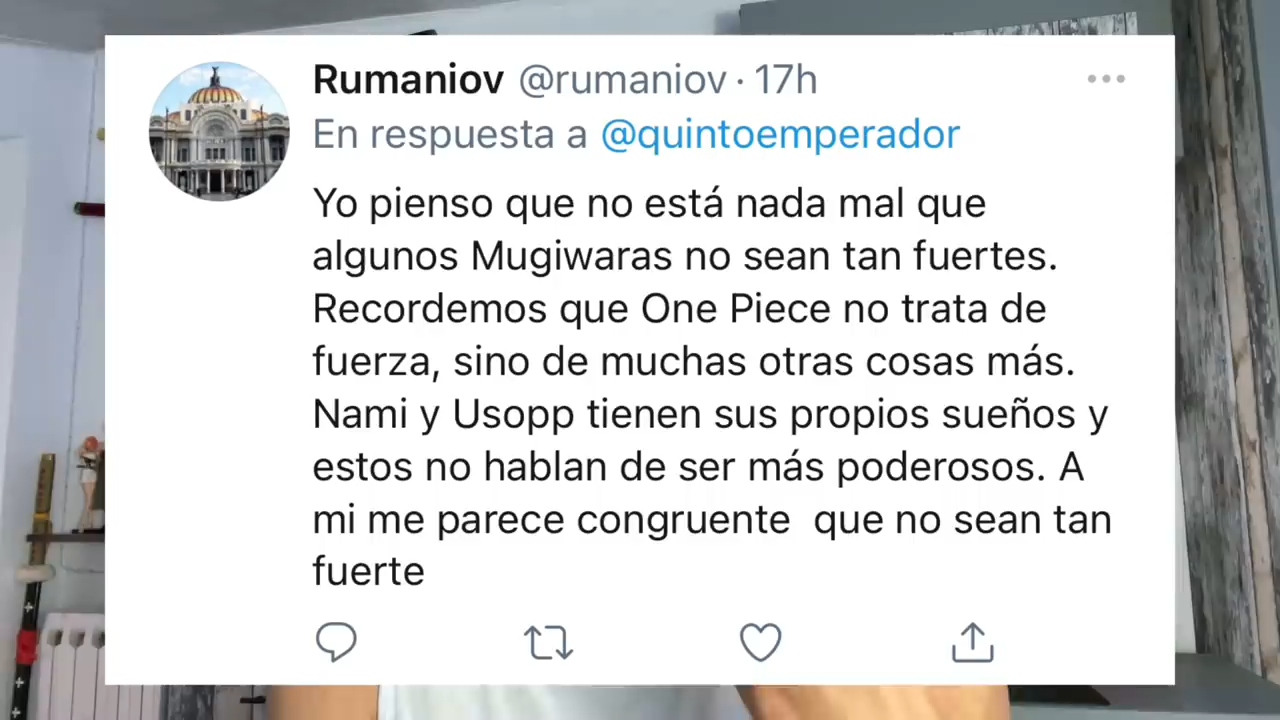 Rumaniov @rumaniov · 17h
En respuesta a @quintoemperador
Yo pienso que no está nada mal que
algunos Mugiwaras no sean tan fuertes.
Recordemos que One Piece no trata de
fuerza, sino de muchas otras cosas más.
Nami y Usopp tienen sus propios sueños y
estos no hablan de ser más poderosos. A
mi me parece congruente  que no sean tan
fuerte